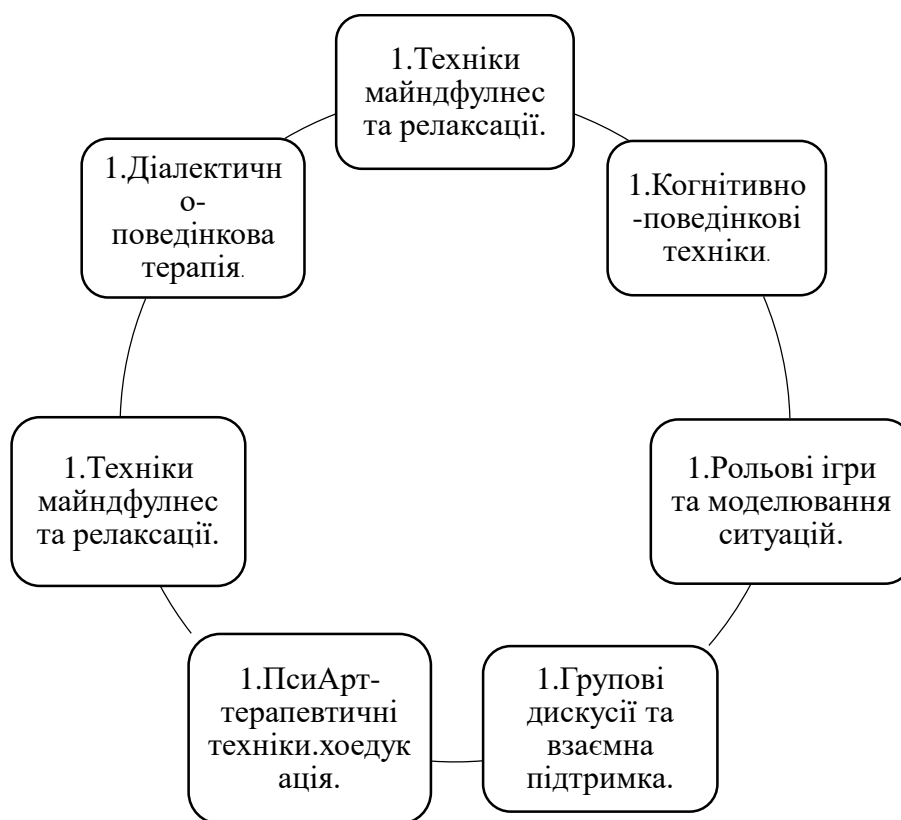 1.Техніки
майндфулнес
та релаксації.
1.Когнітивно
-поведінкові
техніки.
1.Рольові ігри
та моделювання
ситуацій.
1.Групові
дискусії та
взаємна
підтримка.
1.ПсиАрт-
терапевтичні
техніки.хоедук
ація.
1.Техніки
майндфулнес
та релаксації.
1.Діалектичн
о-
поведінкова
терапія.